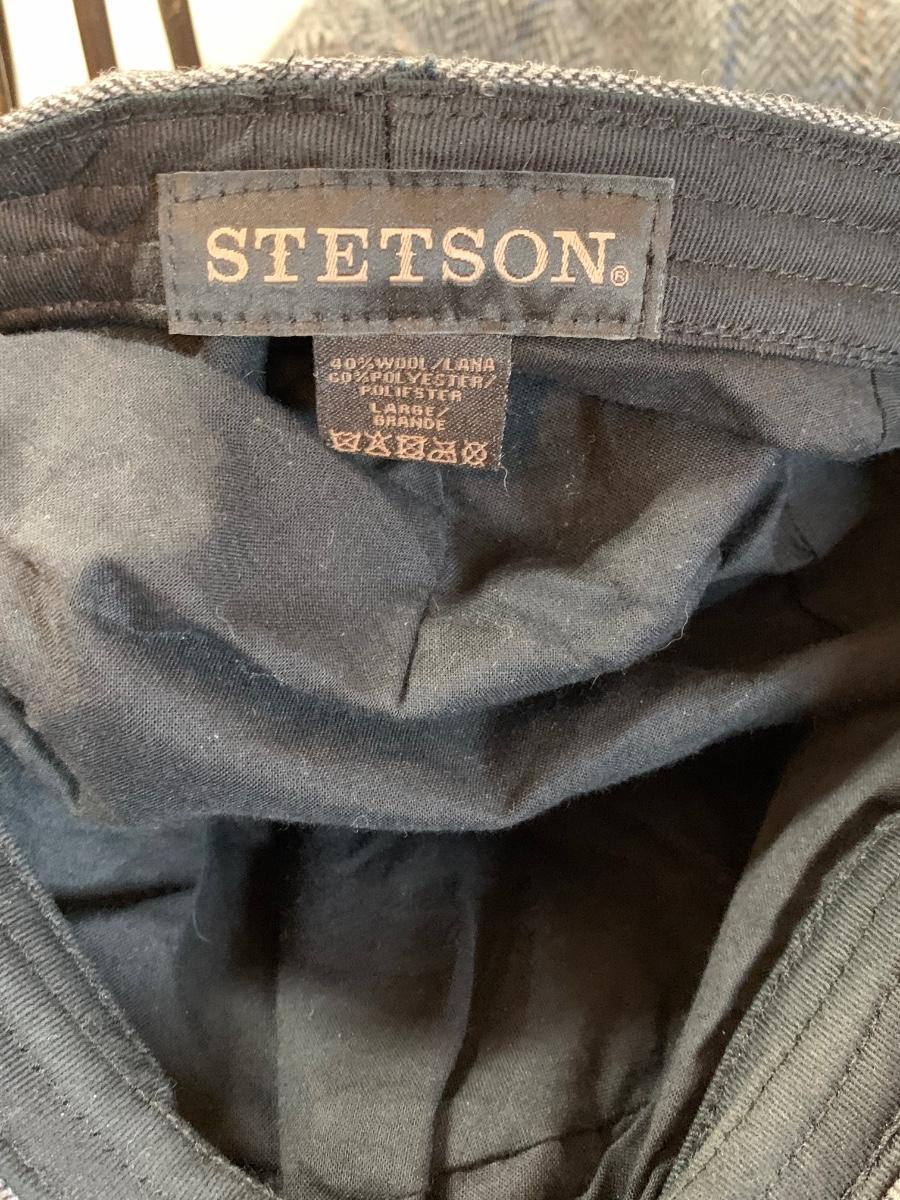 STETSON®
40%WOOL/LANA
60%POLYESTER/
POLIESTER
LARGE/
GRANDE